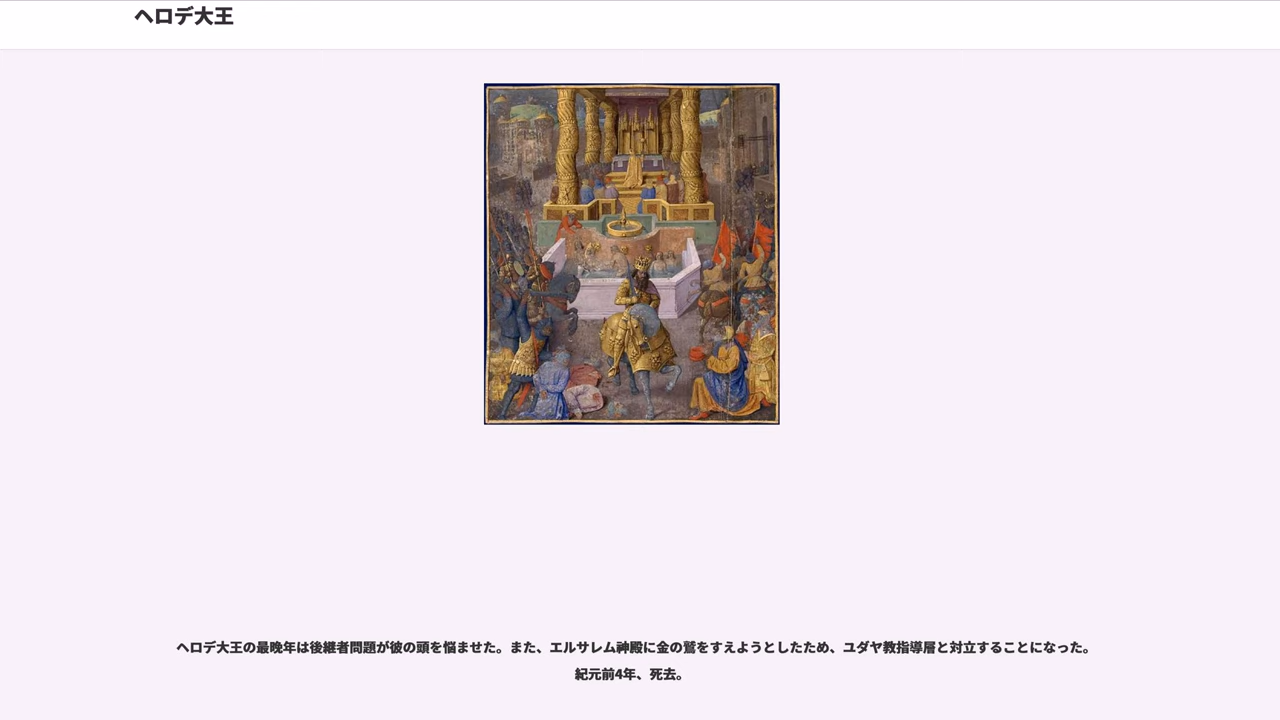 ヘロデ大王
ヘロデ大王の最晩年は後継者問題が彼の頭を悩ませた。また、エルサレム神殿に金の鷲をすえようとしたため、ユダヤ教指導層と対立することになった。
紀元前4年、死去。